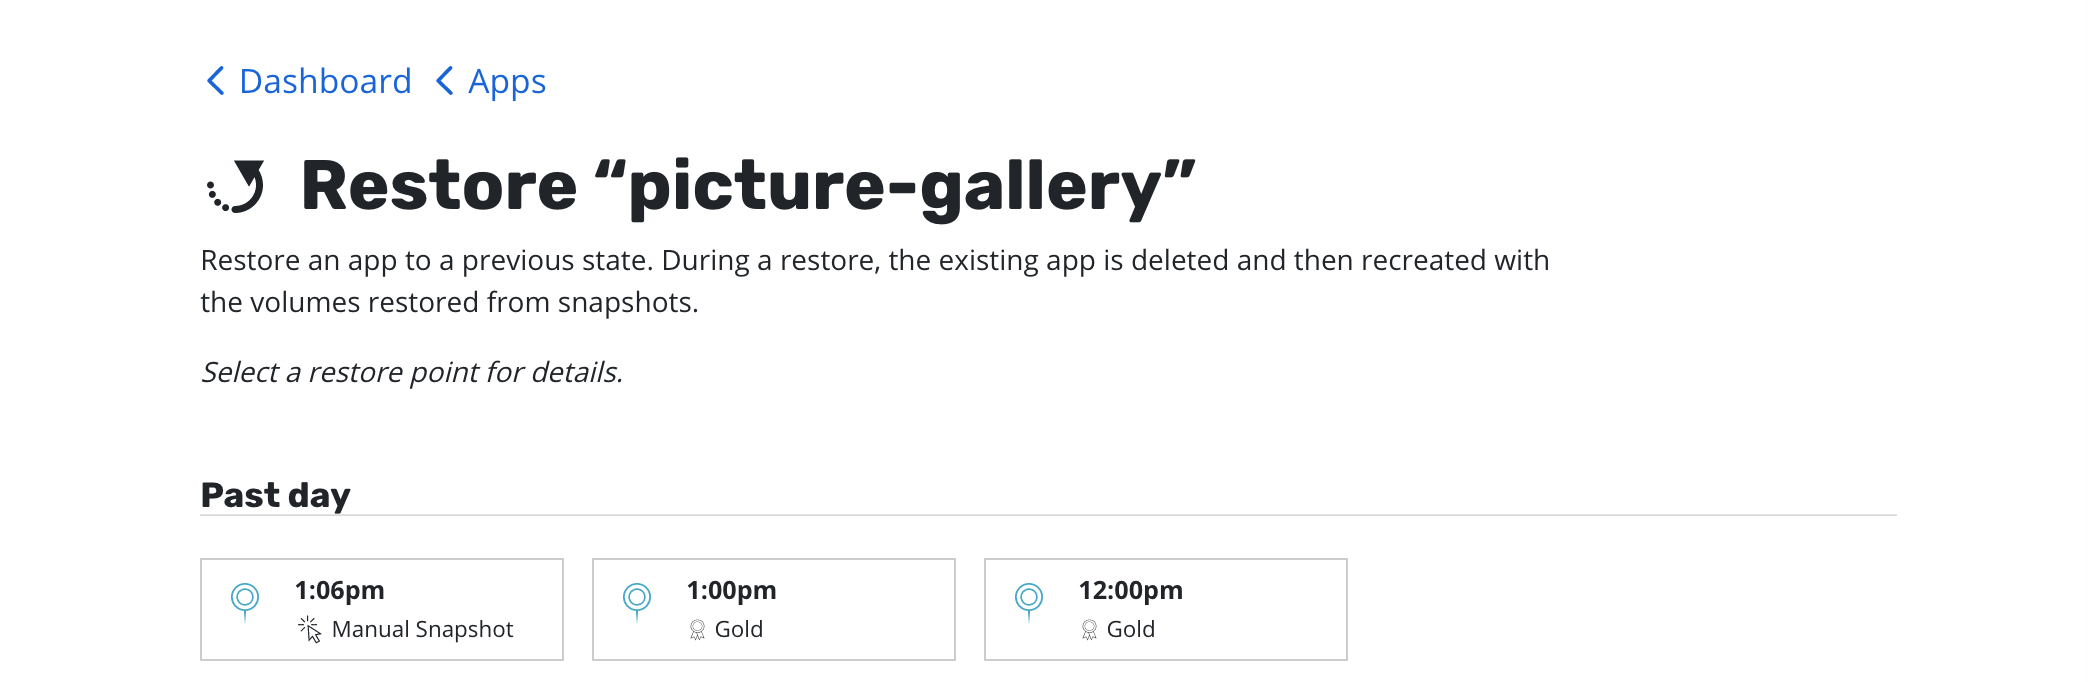 Dashboard Apps
Restore “picture-gallery”
Restore an app to a previous state. During a restore, the existing app is deleted and then recreated with
the volumes restored from snapshots.
Select a restore point for details.
Past day
1:06pm
Manual Snapshot
1:00pm
Gold
12:00pm
Gold